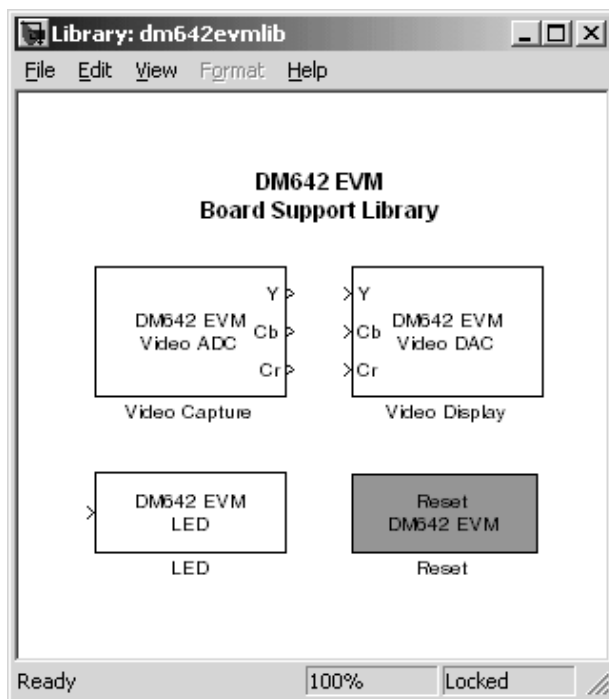 Library: dm642evmlib
File Edit View Format Help
DM642 EVM
Board Support Library
Y
DM642 EVM
Video ADC
Cb
Cr
Video Capture
Y
Cb
DM642 EVM
Video DAC
Cr
Video Display
DM642 EVM
LED
LED
Reset
DM642 EVM
Reset
Ready 100% Locked